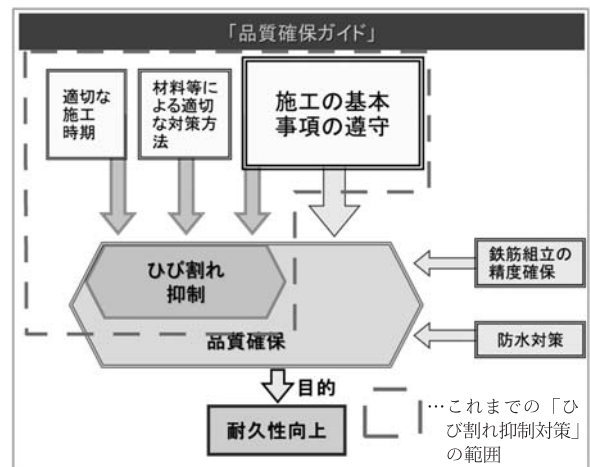 「品質確保ガイド」
適切な
施工
時期
材料等に
よる適切
な対策方
法
施工の基本
事項の遵守
ひび割れ
抑制
品質確保
鉄筋組立の
精度確保
防水対策
目的
耐久性向上
…これまでの「ひ
び割れ抑制対策」
の範囲